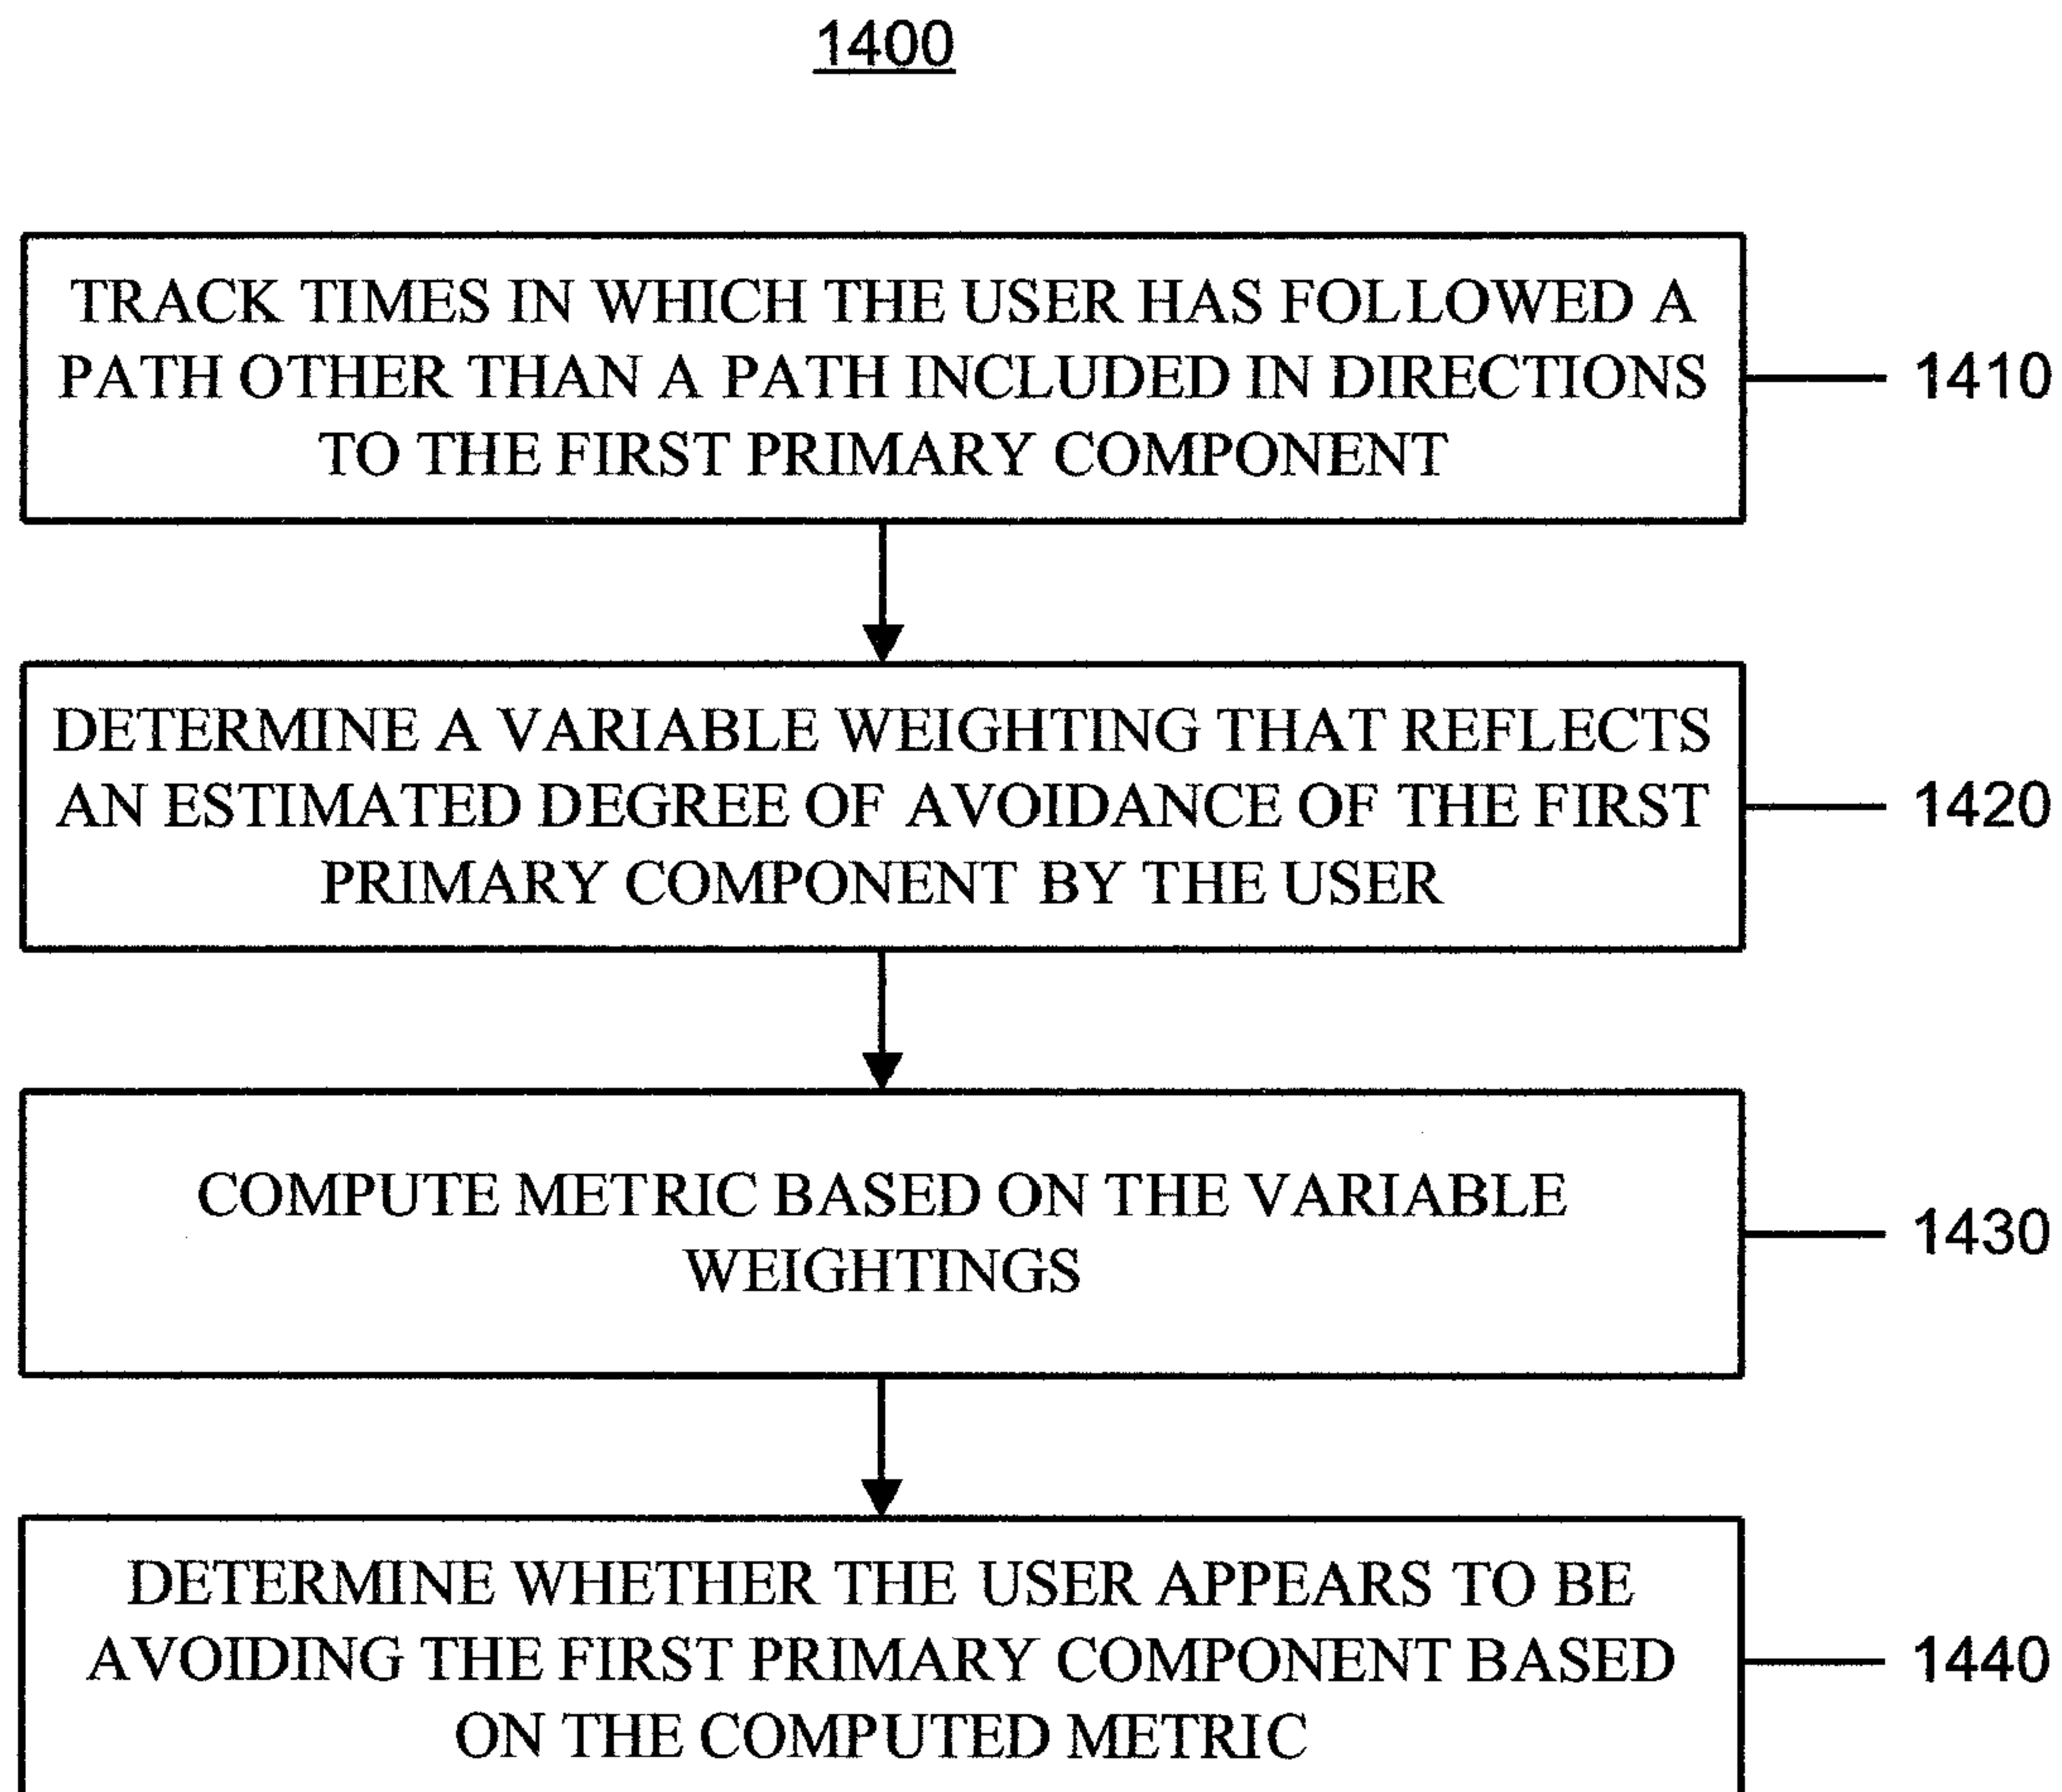 1400
TRACK TIMES IN WHICH THE USER HAS FOLLOWED A
PATH OTHER THAN A PATH INCLUDED IN DIRECTIONS
TO THE FIRST PRIMARY COMPONENT
1410
DETERMINE A VARIABLE WEIGHTING THAT REFLECTS
AN ESTIMATED DEGREE OF AVOIDANCE OF THE FIRST
PRIMARY COMPONENT BY THE USER
1420
COMPUTE METRIC BASED ON THE VARIABLE
WEIGHTINGS
1430
DETERMINE WHETHER THE USER APPEARS TO BE
AVOIDING THE FIRST PRIMARY COMPONENT BASED
ON THE COMPUTED METRIC
1440